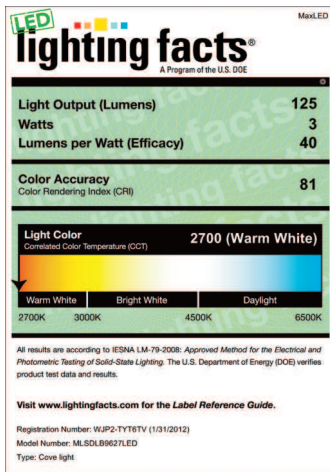 MaxLED
LED
lighting facts®
A Program of the U.S. DOE
Light Output (Lumens) 125
Watts 3
Lumens per Watt (Efficacy) 40
Color Accuracy
Color Rendering Index (CRI) 81
Light Color
Correlated Color Temperature (CCT) 2700 (Warm White)
Warm White Bright White Daylight
2700K 3000K 4500K 6500K
All results are according to IESNA LM-79-2008: Approved Method for the Electrical and
Photometric Testing of Solid-State Lighting. The U.S. Department of Energy (DOE) verifies
product test data and results.
Visit www.lightingfacts.com for the Label Reference Guide.
Registration Number: WJP2-TYT6TV (1/31/2012)
Model Number: MLSDLB9627LED
Type: Cove light